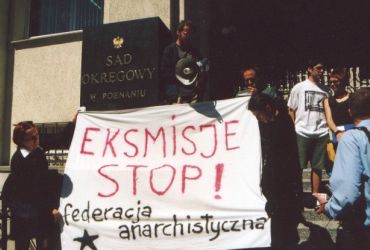 SĄD
OKRĘGOWY
W POZNANIU
EKSMISJE
STOP!
federacja
anarchistyczna